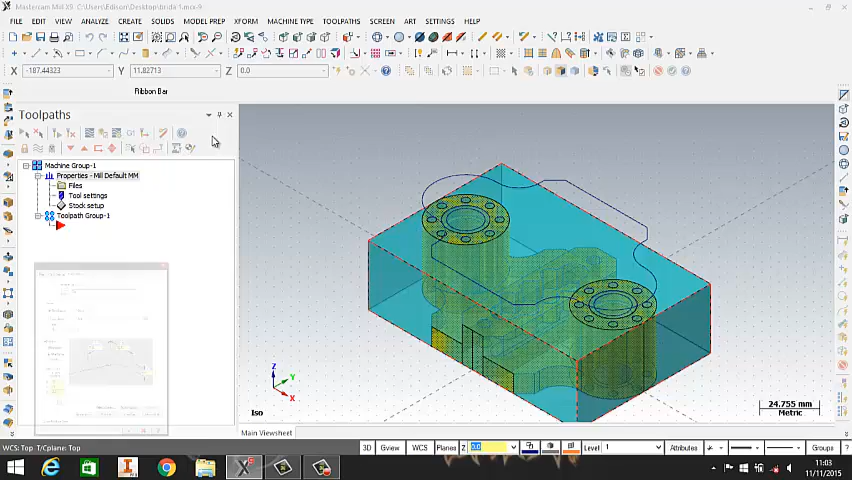 Mastercam Mill X9 C:\Users\Edison\Desktop\brida 1.mcx-9
FILE EDIT VIEW ANALYZE CREATE SOLIDS MODEL PREP XFORM MACHINE TYPE TOOLPATHS SCREEN ART SETTINGS HELP
X -187.44323 Y 11.82713 Z 0.0
Ribbon Bar
Toolpaths
Machine Group-1
Properties - Mill Default MM
Files
Tool settings
Stock setup
Toolpath Group-1
Z
Y
X
Iso
24.755 mm
Metric
Main Viewsheet
WCS: Top T/Cplane: Top
3D Gview WCS Planes Z 0.0 Level 1 Attributes Groups
11:03
11/11/2015